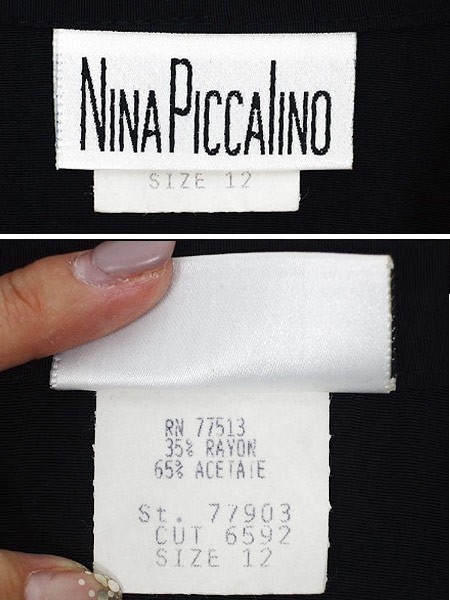 NINA PICCALINO
SIZE 12
RN 77513
35% RAYON
65% ACETATE
St. 77903
CUT 6592
SIZE 12